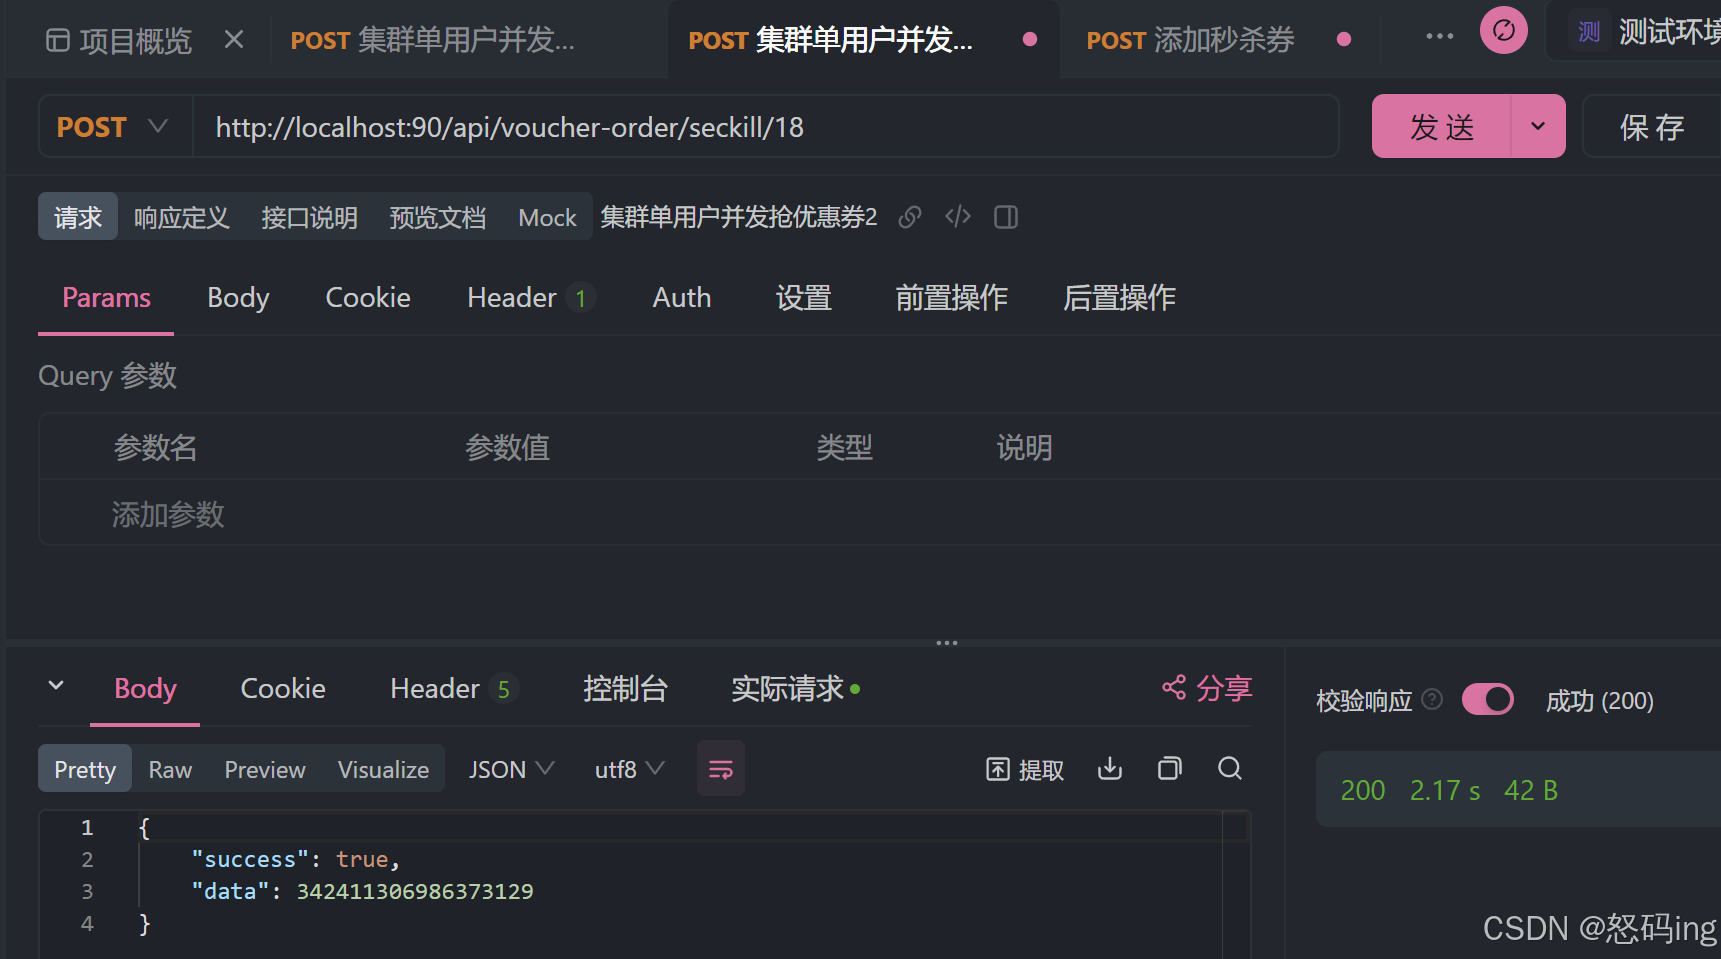 项目概览
POST 集群单用户并发...
POST 集群单用户并发...
POST 添加秒杀券
测 测试环境
POST http://localhost:90/api/voucher-order/seckill/18 发 送 保 存
请求 响应定义 接口说明 预览文档 Mock 集群单用户并发抢优惠券2
Params Body Cookie Header 1 Auth 设置 前置操作 后置操作
Query 参数
参数名 参数值 类型 说明
添加参数
Body Cookie Header 5 控制台 实际请求 分享
校验响应 成功 (200)
Pretty Raw Preview Visualize JSON utf8 提取
200 2.17 s 42 B
1 {
2 "success": true,
3 "data": 342411306986373129
4 }
CSDN @怒码ing